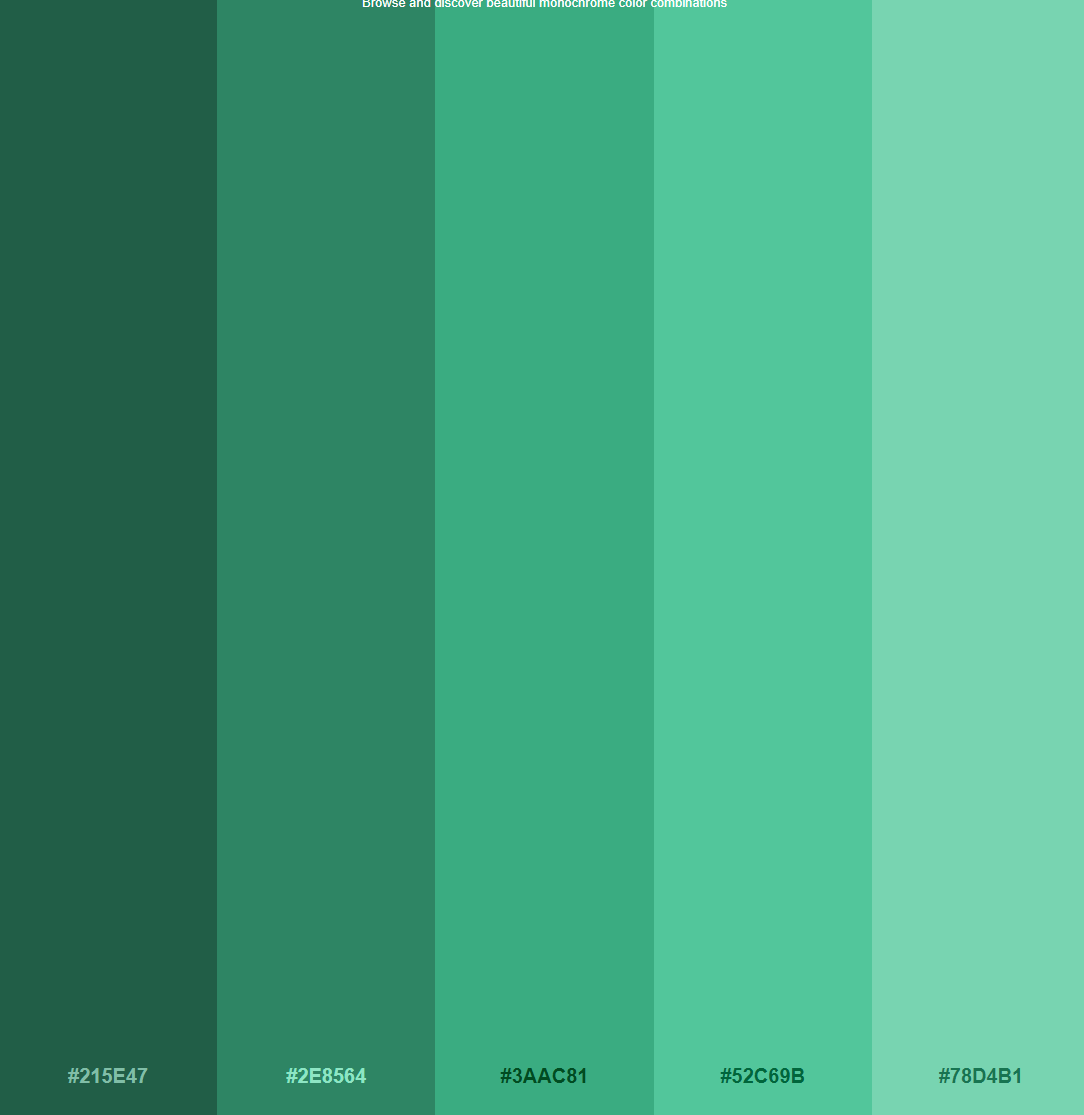 Browse and discover beautiful monochrome color combinations
#215E47
#2E8564
#3AAC81
#52C69B
#78D4B1